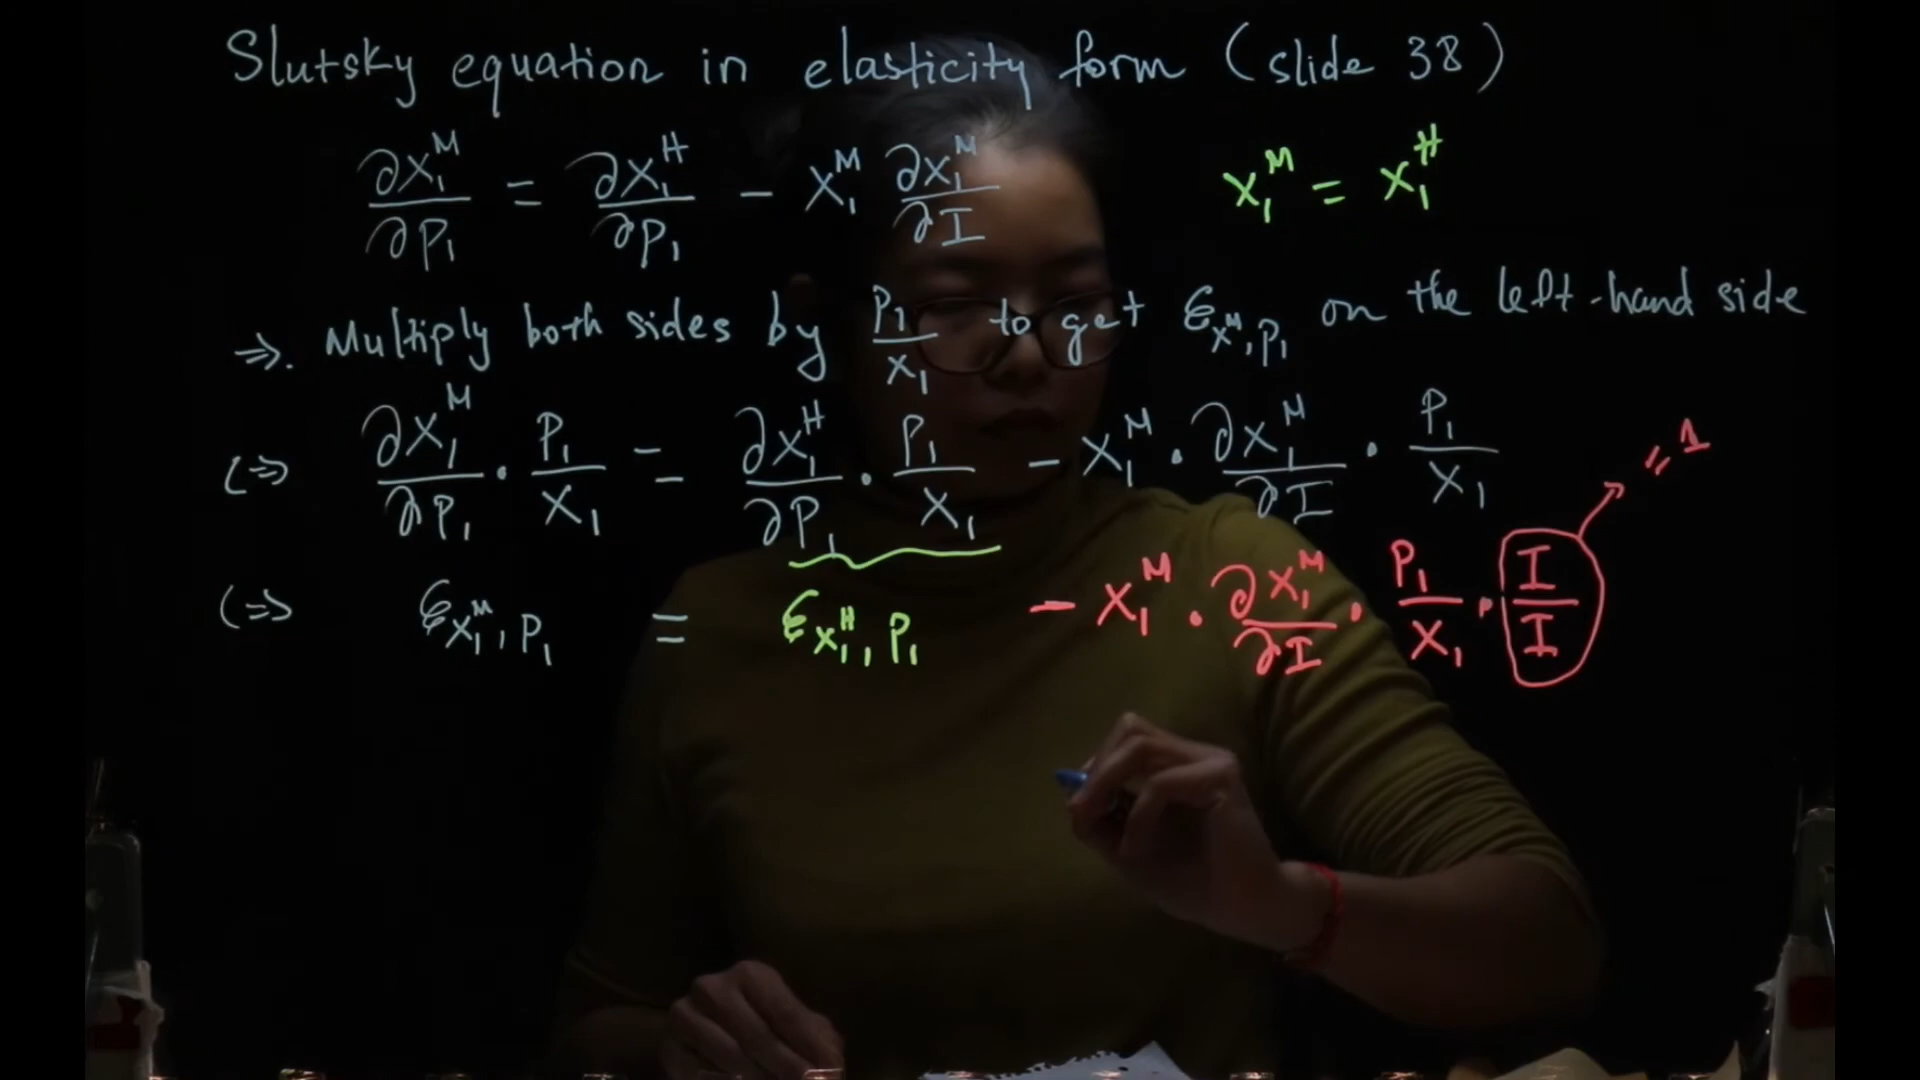 Slutsky equation in elasticity form (slide 38)
∂X₁ᴹ/∂P₁ = ∂X₁ᴴ/∂P₁ − X₁ᴹ ∂X₁ᴹ/∂I
X₁ᴹ = X₁ᴴ
⇒. Multiply both sides by P₁/X₁ to get ε_{Xᴹ,P₁} on the left-hand side
⇔ ∂X₁ᴹ/∂P₁ · P₁/X₁ = ∂X₁ᴴ/∂P₁ · P₁/X₁ − X₁ᴹ · ∂X₁ᴹ/∂I · P₁/X₁
= 1
⇔ ε_{X₁ᴹ,P₁} = ε_{X₁ᴴ,P₁} − X₁ᴹ · ∂X₁ᴹ/∂I · P₁/X₁ · I/I